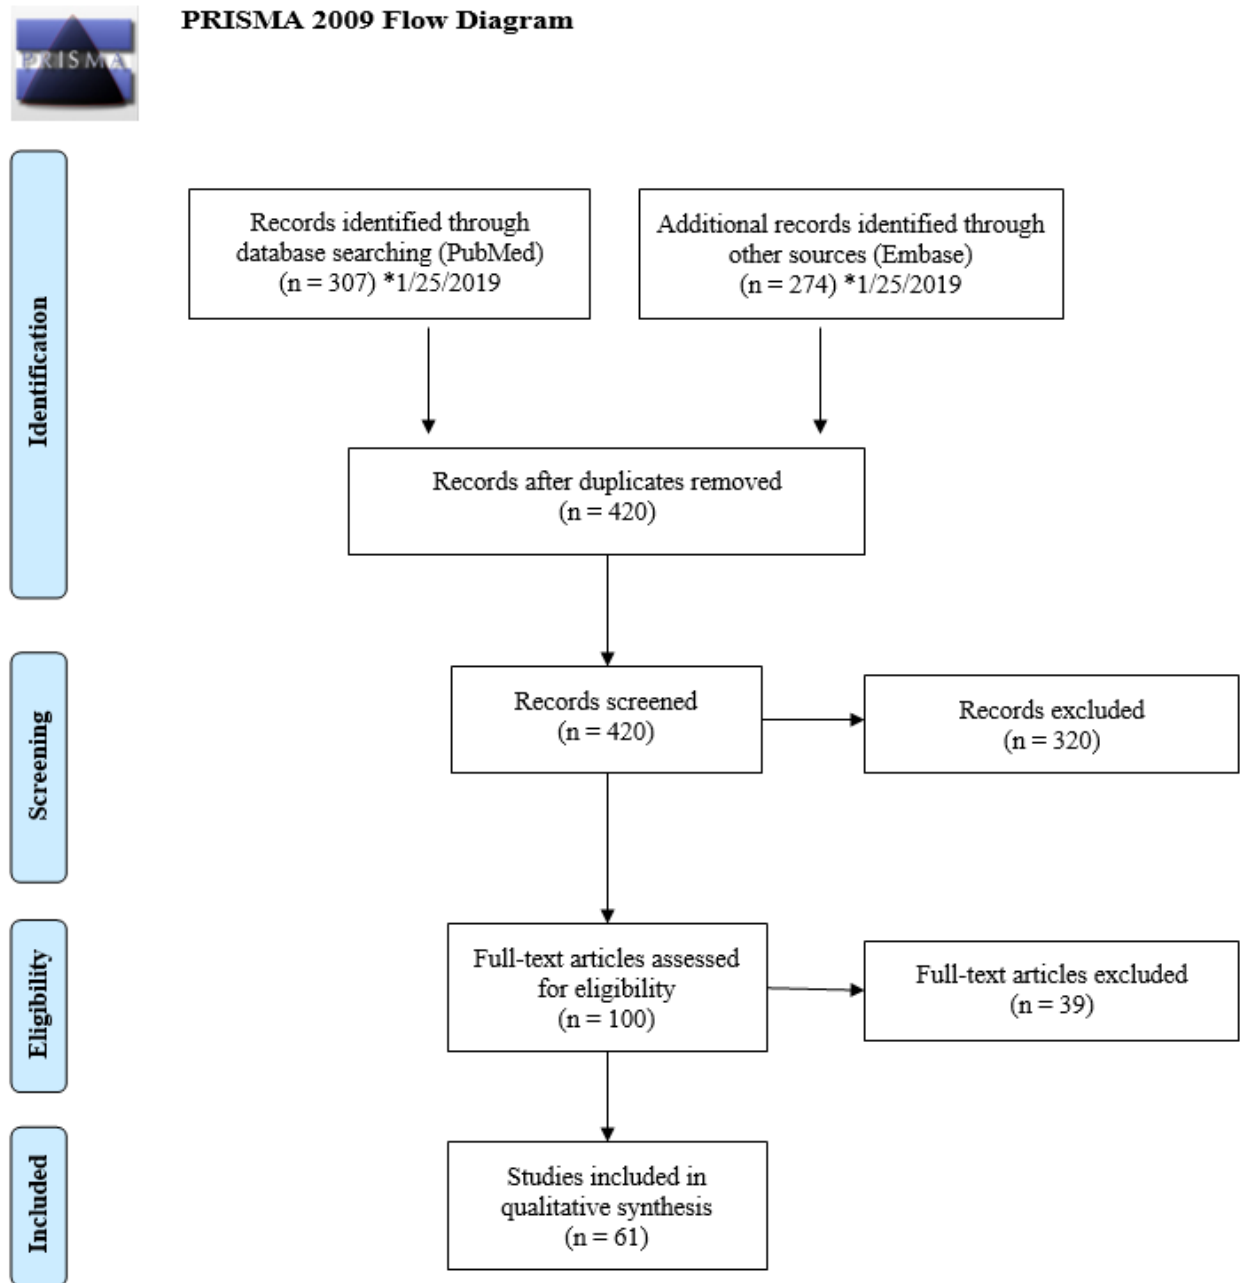 PRISMA 2009 Flow Diagram
PRISMA
Identification
Records identified through
database searching (PubMed)
(n = 307) *1/25/2019
Additional records identified through
other sources (Embase)
(n = 274) *1/25/2019
Records after duplicates removed
(n = 420)
Screening
Records screened
(n = 420)
Records excluded
(n = 320)
Eligibility
Full-text articles assessed
for eligibility
(n = 100)
Full-text articles excluded
(n = 39)
Included
Studies included in
qualitative synthesis
(n = 61)